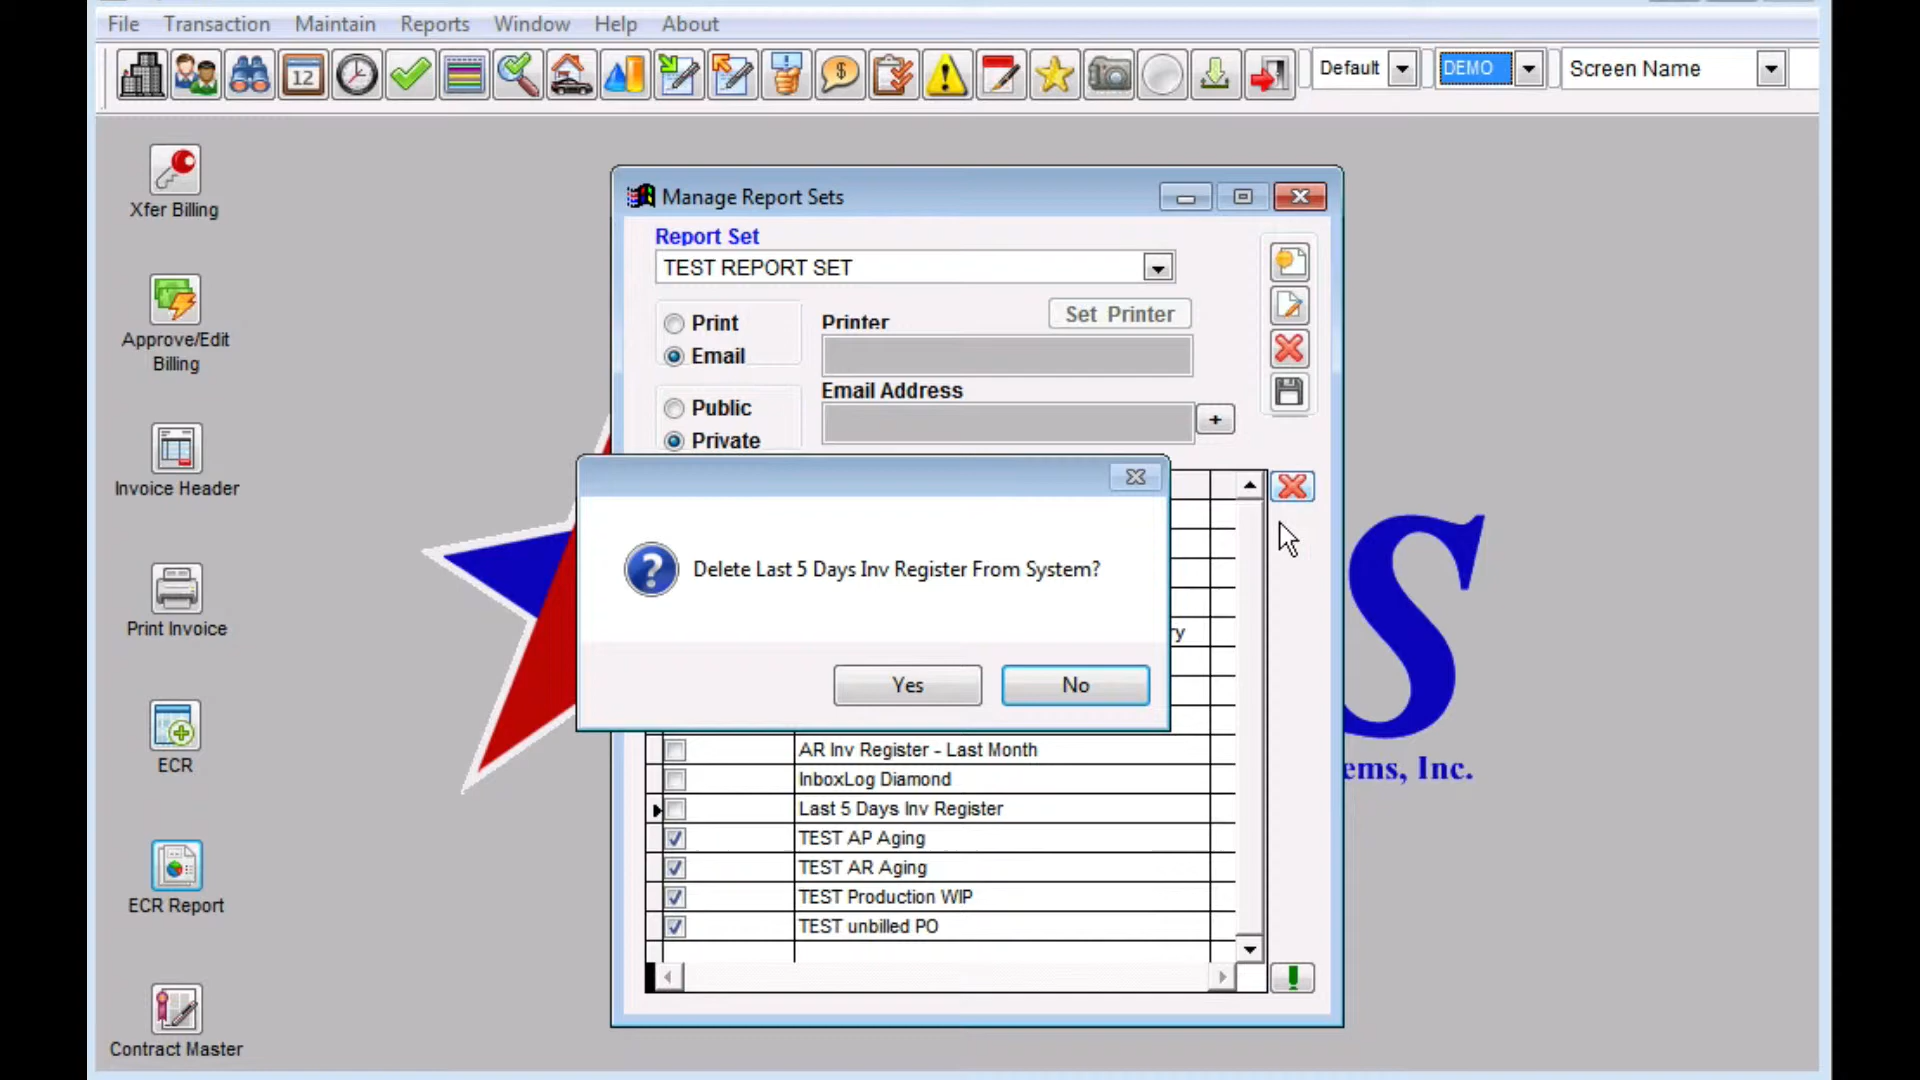 File Transaction Maintain Reports Window Help About
12
$
Default
DEMO
Screen Name
Xfer Billing
Approve/Edit
Billing
Invoice Header
Print Invoice
ECR
ECR Report
Contract Master
Manage Report Sets
Report Set
TEST REPORT SET
Print
Email
Printer
Set Printer
Email Address
+
Public
Private
Delete Last 5 Days Inv Register From System?
Yes
No
ry
AR Inv Register - Last Month
InboxLog Diamond
Last 5 Days Inv Register
TEST AP Aging
TEST AR Aging
TEST Production WIP
TEST unbilled PO
S
ems, Inc.